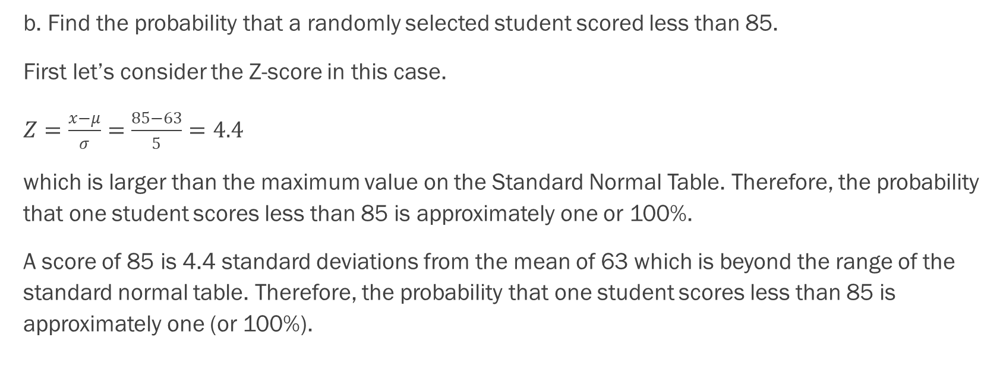 b. Find the probability that a randomly selected student scored less than 85.
First let’s consider the Z-score in this case.
Z = (x−μ)/σ = (85−63)/5 = 4.4
which is larger than the maximum value on the Standard Normal Table. Therefore, the probability
that one student scores less than 85 is approximately one or 100%.
A score of 85 is 4.4 standard deviations from the mean of 63 which is beyond the range of the
standard normal table. Therefore, the probability that one student scores less than 85 is
approximately one (or 100%).